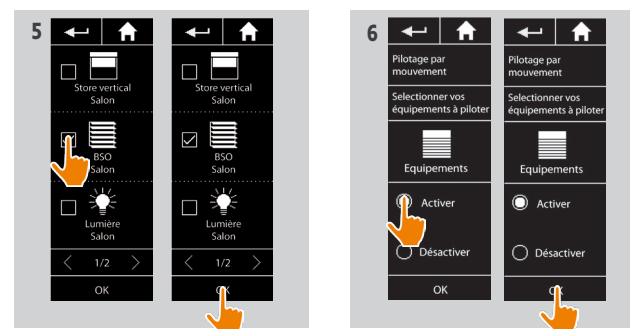 5
Store vertical
Salon
BSO
Salon
Lumière
Salon
1/2
OK
Store vertical
Salon
BSO
Salon
Lumière
Salon
1/2
OK
6
Pilotage par
mouvement
Selectionner vos
équipements à piloter
Equipements
Activer
Désactiver
OK
Pilotage par
mouvement
Selectionner vos
équipements à piloter
Equipements
Activer
Désactiver
OK